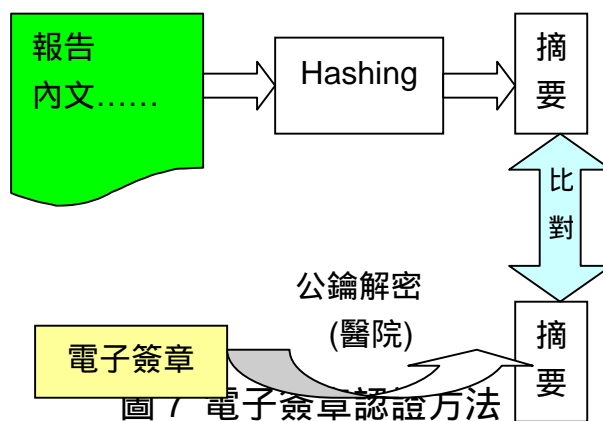 報告
內文……
Hashing
摘
要
比
對
公鑰解密
(醫院)
電子簽章
摘
要
圖 7 電子簽章認證方法